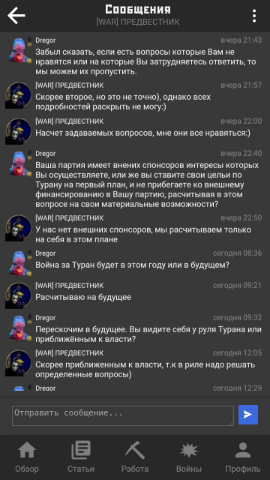 Сообщения
[WAR] ПРЕДВЕСТНИК
Dregor
вчера 21:43
Забыл сказать, если есть вопросы которые Вам не
нравятся или на которые Вы затрудняетесь ответить, то
мы можем их пропустить.
[WAR] ПРЕДВЕСТНИК
вчера 21:57
Скорее второе, но это не точно), однако всех
подробностей раскрыть не могу:)
[WAR] ПРЕДВЕСТНИК
вчера 22:00
Насчет задаваемых вопросов, мне они все нравяться:)
Dregor
вчера 22:40
Ваша партия имеет внених спонсоров интересы которых
Вы осуществляете, или же вы ставите свои цельи по
Турану на первый план, и не прибегаете ко внешнему
финансированию в Вашу партию, расчитывая в этом
вопросе на свои материальные возможности?
[WAR] ПРЕДВЕСТНИК
вчера 22:50
У нас нет внешних спонсоров, мы расчитываем только
на себя в этом плане
Dregor
сегодня 08:36
Война за Туран будет в этом году или в будущем?
[WAR] ПРЕДВЕСТНИК
сегодня 09:21
Расчитываю на будущее
Dregor
сегодня 09:32
Перескочим в будущее. Вы видите себя у руля Турана или
приближённым к власти?
[WAR] ПРЕДВЕСТНИК
сегодня 12:05
Скорее приближенным к власти, т.к в риле надо решать
определенные вопросы)
Dregor
сегодня 12:29
Отправить сообщение...
Обзор
Статьи
Работа
Войны
Профиль